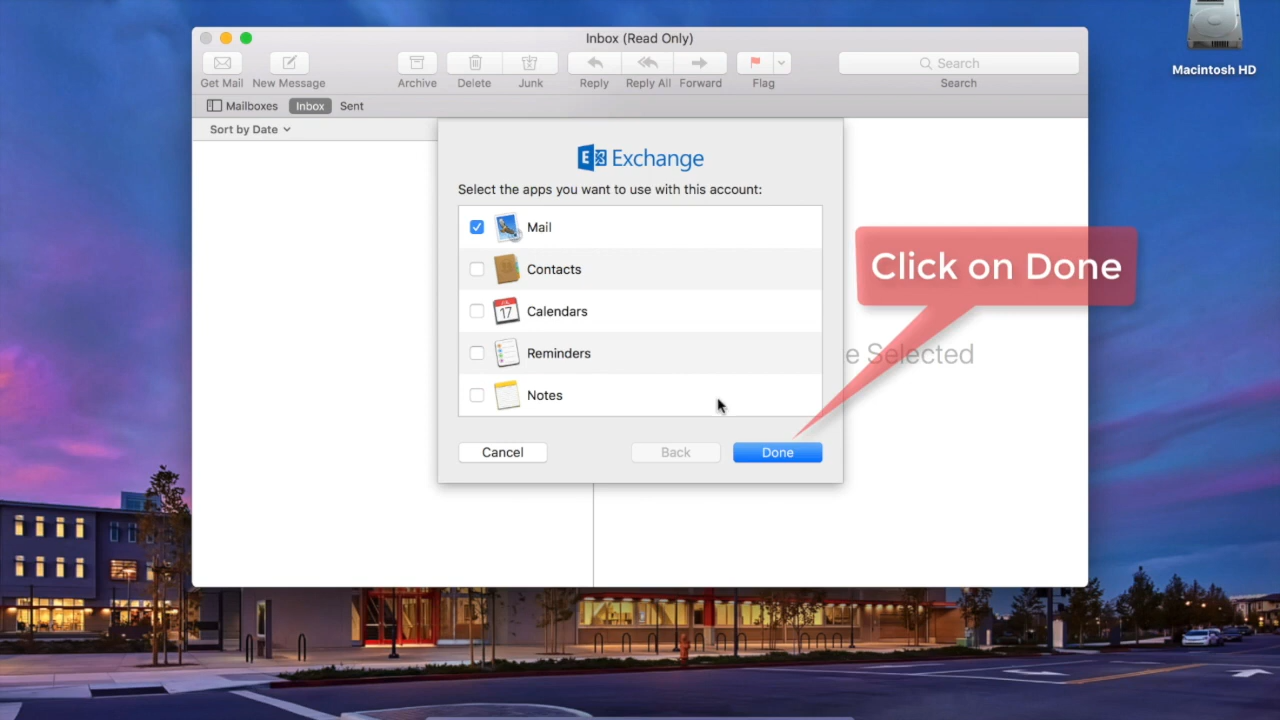 Inbox (Read Only)
Get Mail New Message Archive Delete Junk Reply Reply All Forward Flag Search
Search
Mailboxes Inbox Sent
Sort by Date
Macintosh HD
E Exchange
Select the apps you want to use with this account:
Mail
Contacts
17 Calendars
Reminders
Notes
Cancel Back Done
Click on Done
e Selected